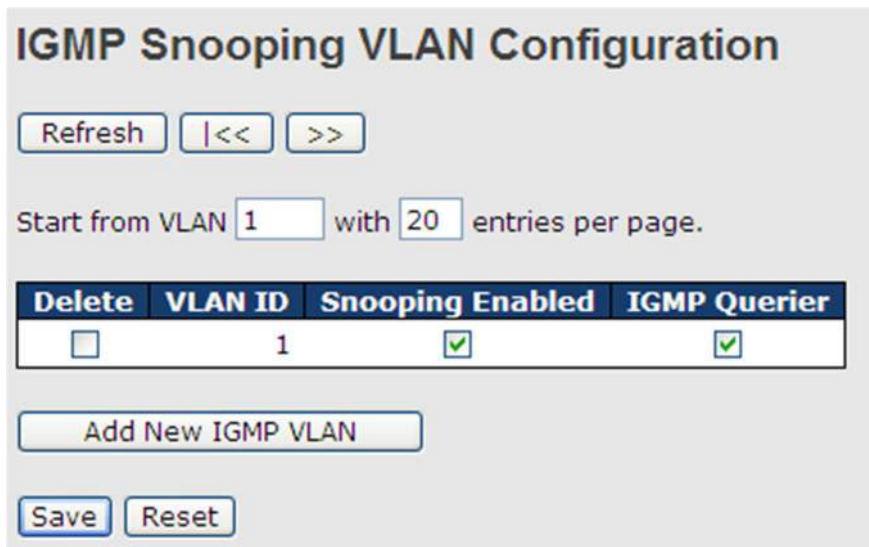 IGMP Snooping VLAN Configuration
Refresh |<< >>
Start from VLAN 1 with 20 entries per page.
Delete VLAN ID Snooping Enabled IGMP Querier
1
Add New IGMP VLAN
Save Reset